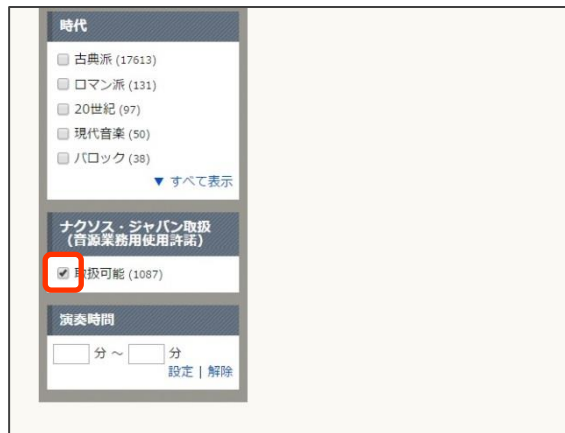 時代
古典派 (17613)
ロマン派 (131)
20世紀 (97)
現代音楽 (50)
バロック (38)
▼ すべて表示
ナクソス・ジャパン取扱
(音源業務用使用許諾)
取扱可能 (1087)
演奏時間
分 ～ 分
設定 | 解除